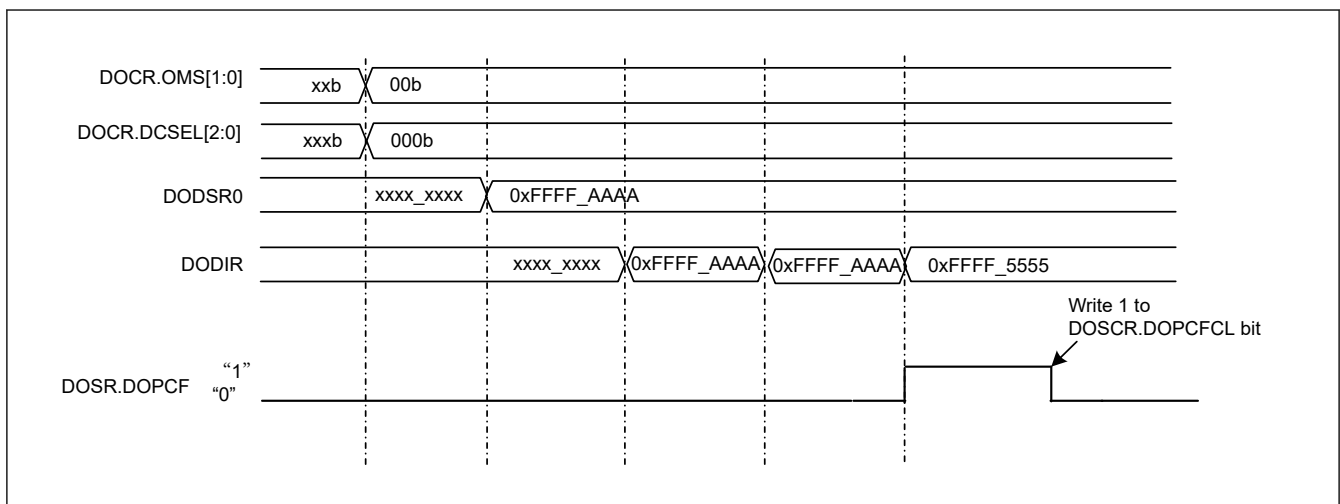 DOCR.OMS[1:0] xxb 00b
DOCR.DCSEL[2:0] xxxb 000b
DODSR0 xxxx_xxxx 0xFFFF_AAAA
DODIR xxxx_xxxx 0xFFFF_AAAA 0xFFFF_AAAA 0xFFFF_5555
Write 1 to
DOSCR.DOPCFCL bit
“1”
DOSR.DOPCF “0”